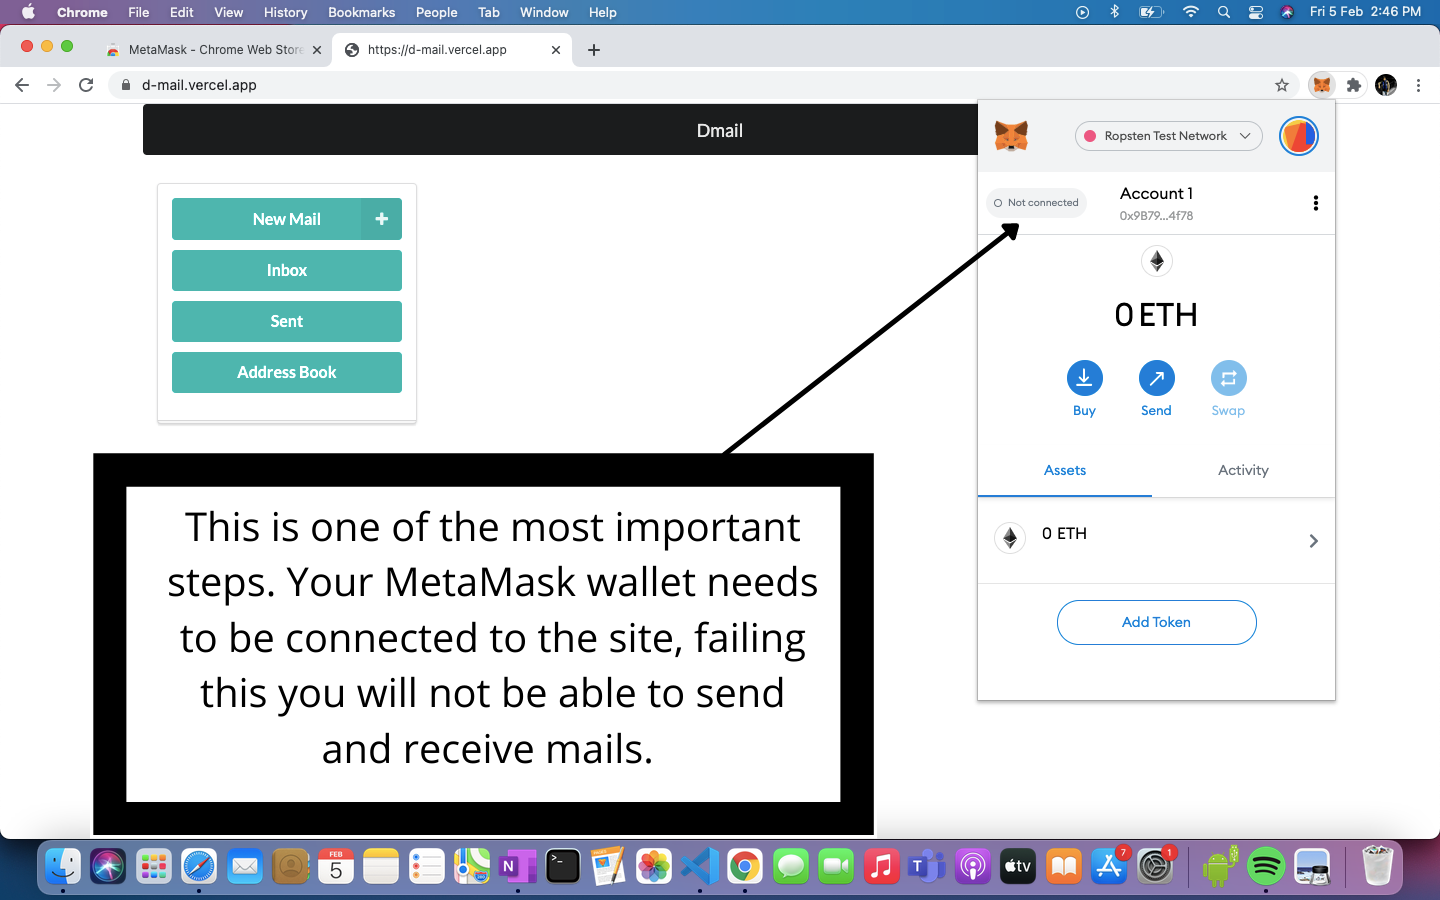 Chrome File Edit View History Bookmarks People Tab Window Help Fri 5 Feb 2:46 PM
MetaMask - Chrome Web Store https://d-mail.vercel.app
d-mail.vercel.app
Dmail
New Mail
Inbox
Sent
Address Book
Ropsten Test Network
Not connected
Account 1
0x9B79...4f78
0 ETH
Buy Send Swap
Assets Activity
0 ETH
Add Token
This is one of the most important
steps. Your MetaMask wallet needs
to be connected to the site, failing
this you will not be able to send
and receive mails.
FEB
5
N
>_
T
tv
7
1